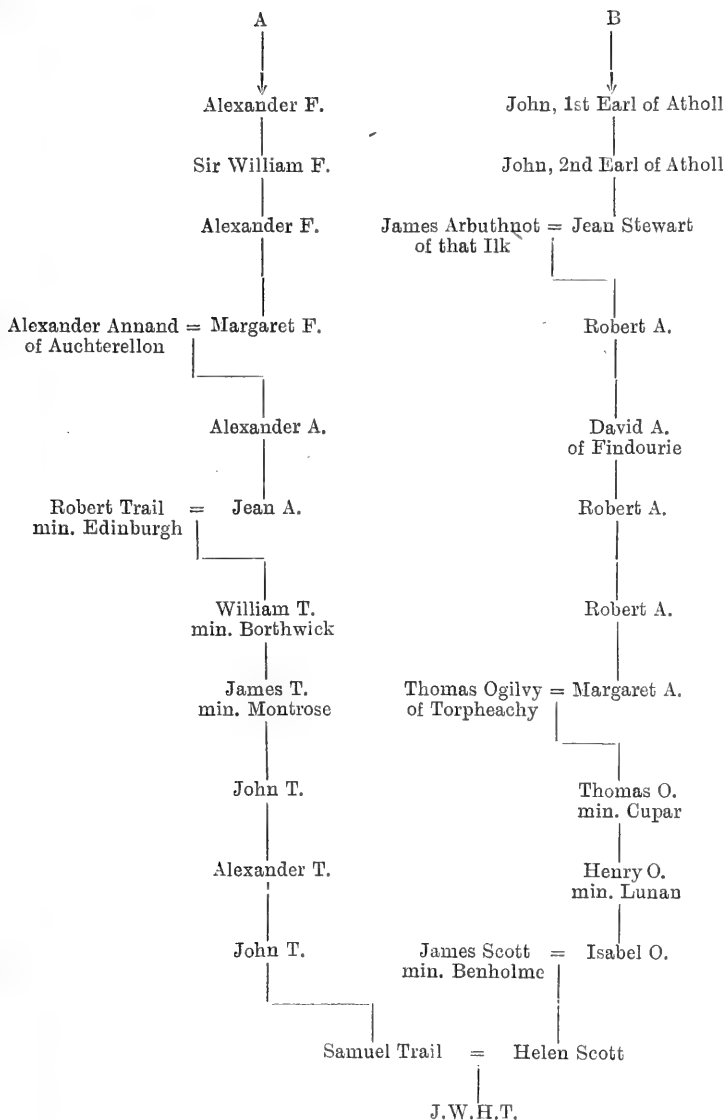 A B
Alexander F. John, 1st Earl of Atholl
Sir William F. John, 2nd Earl of Atholl
Alexander F. James Arbuthnot = Jean Stewart
of that Ilk
Alexander Annand = Margaret F. Robert A.
of Auchterellon
Alexander A. David A.
of Findourie
Robert Trail = Jean A. Robert A.
min. Edinburgh
William T. Robert A.
min. Borthwick
James T. Thomas Ogilvy = Margaret A.
min. Montrose of Torpheachy
John T. Thomas O.
min. Cupar
Alexander T. Henry O.
min. Lunan
John T. James Scott = Isabel O.
min. Benholme
Samuel Trail = Helen Scott
J.W.H.T.